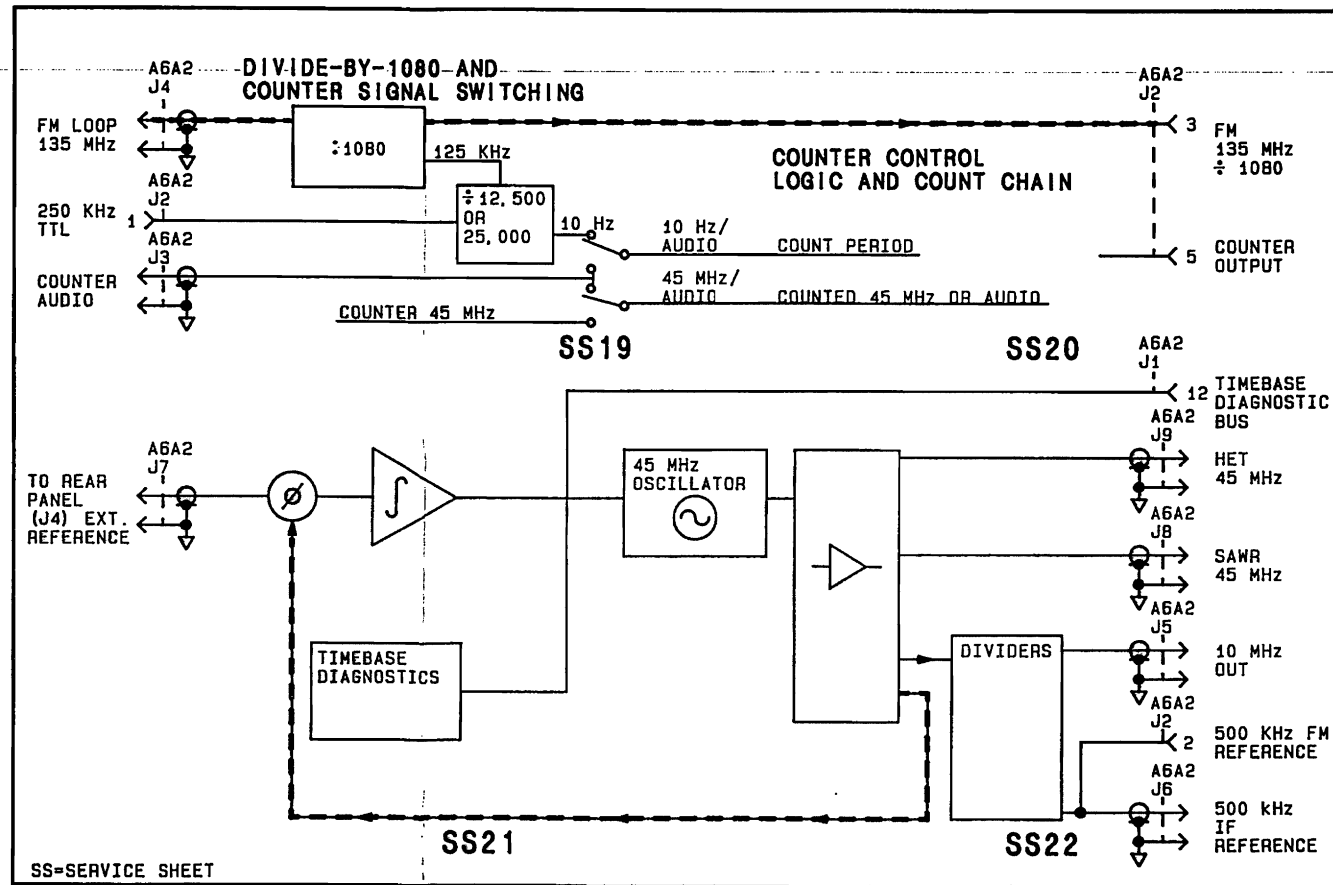 A6A2
J4
DIVIDE-BY-1080 AND
COUNTER SIGNAL SWITCHING
A6A2
J2
FM LOOP
135 MHz
:1080
3
FM
135 MHz
÷ 1080
125 KHz
COUNTER CONTROL
LOGIC AND COUNT CHAIN
A6A2
J2
250 KHz
TTL
1
÷12,500
OR
25,000
10 Hz
10 Hz/
AUDIO
COUNT PERIOD
5
COUNTER
OUTPUT
A6A2
J3
COUNTER
AUDIO
45 MHz/
AUDIO
COUNTED 45 MHz OR AUDIO
COUNTER 45 MHz
SS19
SS20
A6A2
J1
12
TIMEBASE
DIAGNOSTIC
BUS
A6A2
J9
HET
45 MHz
A6A2
J7
TO REAR
PANEL
(J4) EXT.
REFERENCE
ø
∫
45 MHz
OSCILLATOR
A6A2
J8
SAWR
45 MHz
A6A2
J5
10 MHz
OUT
TIMEBASE
DIAGNOSTICS
DIVIDERS
A6A2
J2
2
500 KHz FM
REFERENCE
A6A2
J6
500 kHz
IF
REFERENCE
SS21
SS22
SS=SERVICE SHEET